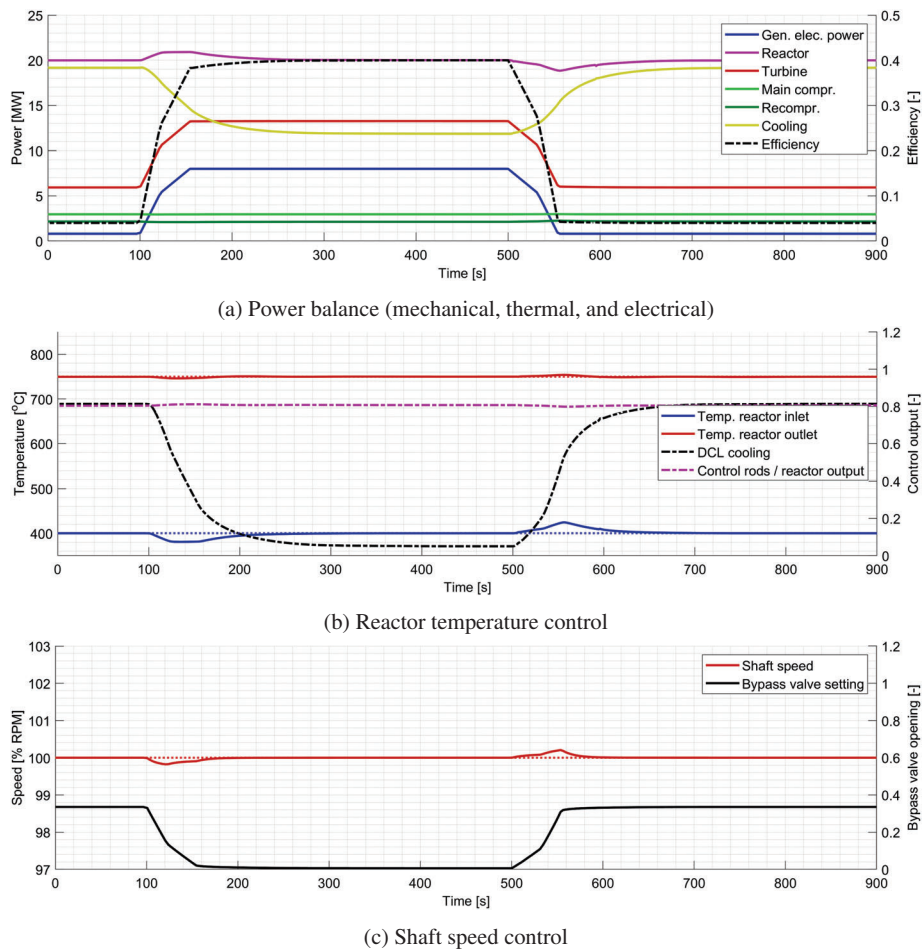 25
20
15
10
5
0
Power [MW]
0.5
0.4
0.3
0.2
0.1
0
Efficiency [-]
Gen. elec. power
Reactor
Turbine
Main compr.
Recompr.
Cooling
Efficiency
0 100 200 300 400 500 600 700 800 900
Time [s]
(a) Power balance (mechanical, thermal, and electrical)
800
700
600
500
400
Temperature [°C]
1.2
1
0.8
0.6
0.4
0.2
0
Control output [-]
Temp. reactor inlet
Temp. reactor outlet
DCL cooling
Control rods / reactor output
0 100 200 300 400 500 600 700 800 900
Time [s]
(b) Reactor temperature control
103
102
101
100
99
98
97
Speed [% RPM]
1.2
1
0.8
0.6
0.4
0.2
0
Bypass valve opening [-]
Shaft speed
Bypass valve setting
0 100 200 300 400 500 600 700 800 900
Time [s]
(c) Shaft speed control